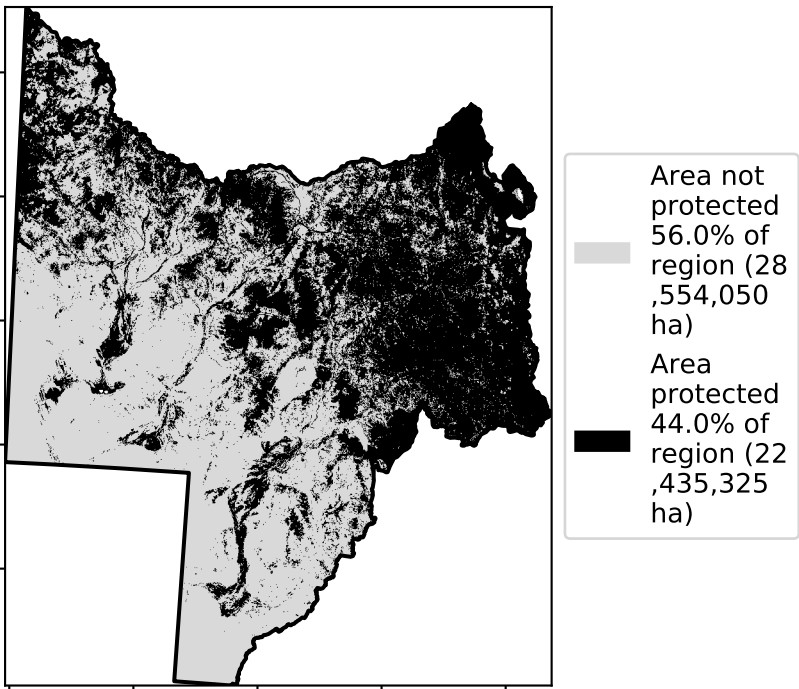 Area not
protected
56.0% of
region (28
,554,050
ha)
Area
protected
44.0% of
region (22
,435,325
ha)